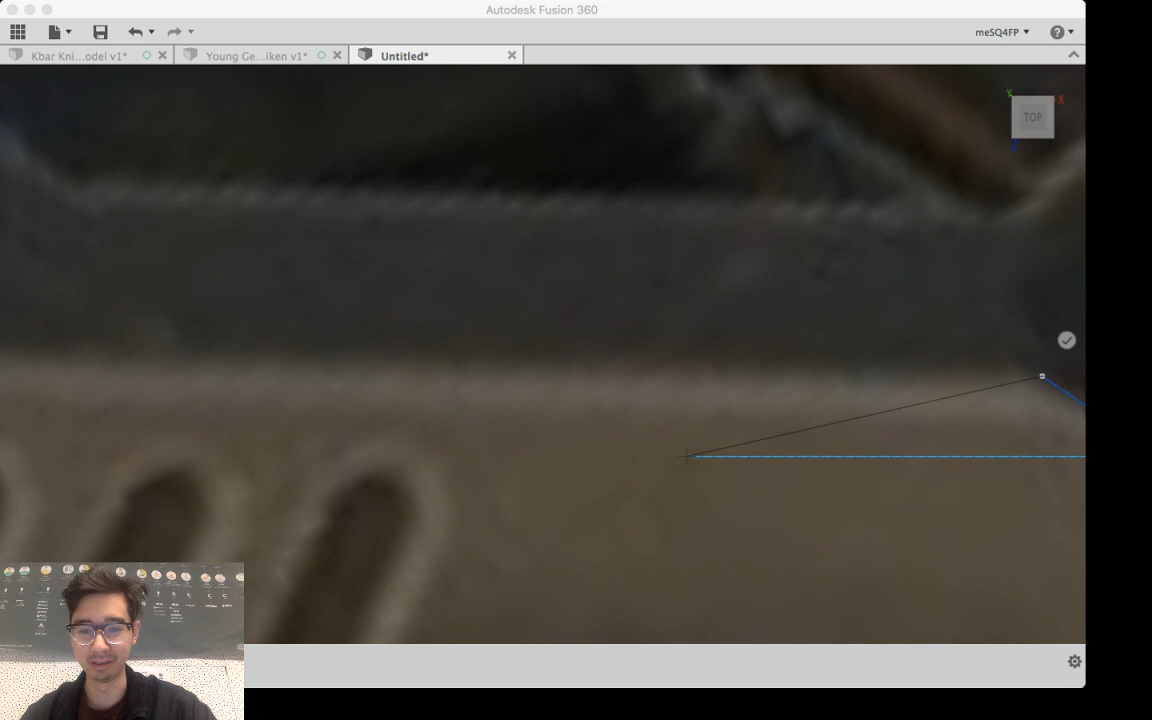 Autodesk Fusion 360
meSQ4FP
Kbar Kni...odel v1*
Young Ge...iken v1*
Untitled*
Y
X
TOP
Z